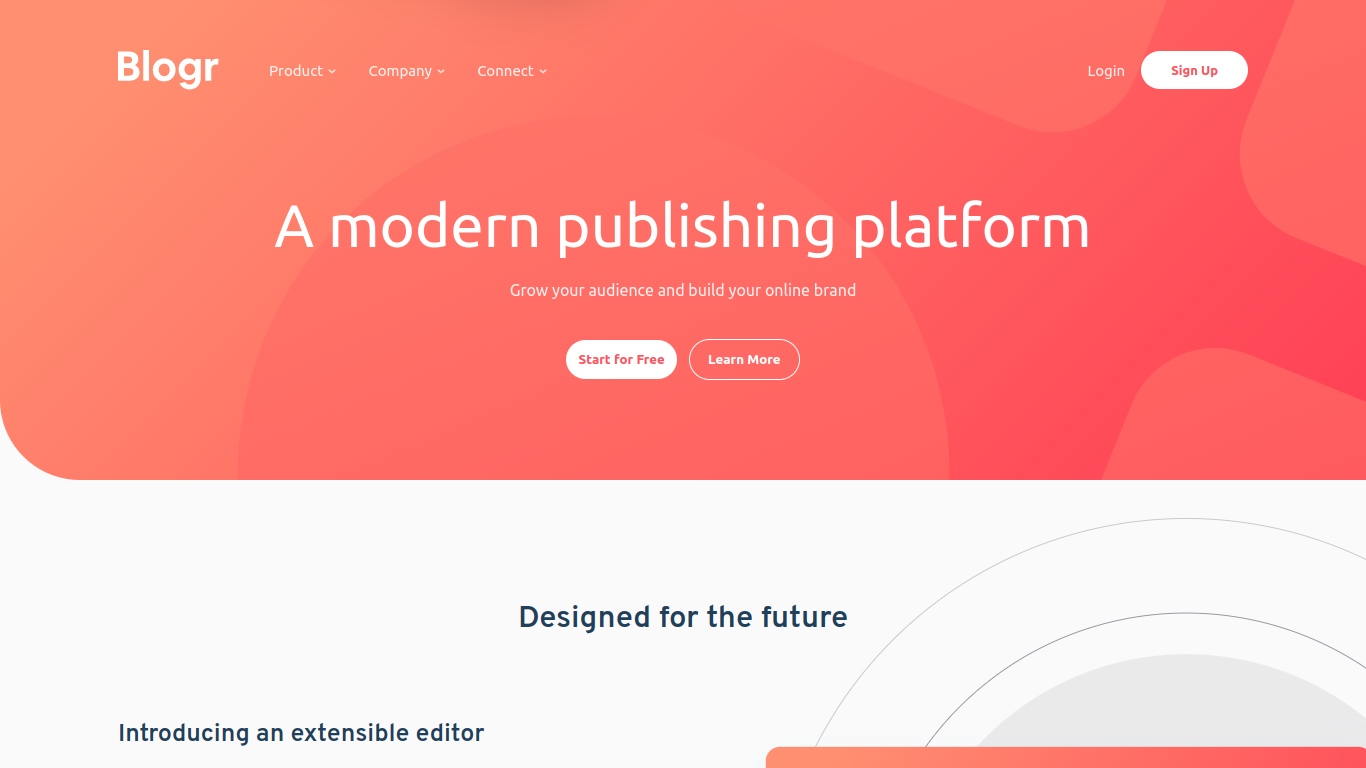 Blogr
Product
Company
Connect
Login
Sign Up
A modern publishing platform
Grow your audience and build your online brand
Start for Free
Learn More
Designed for the future
Introducing an extensible editor